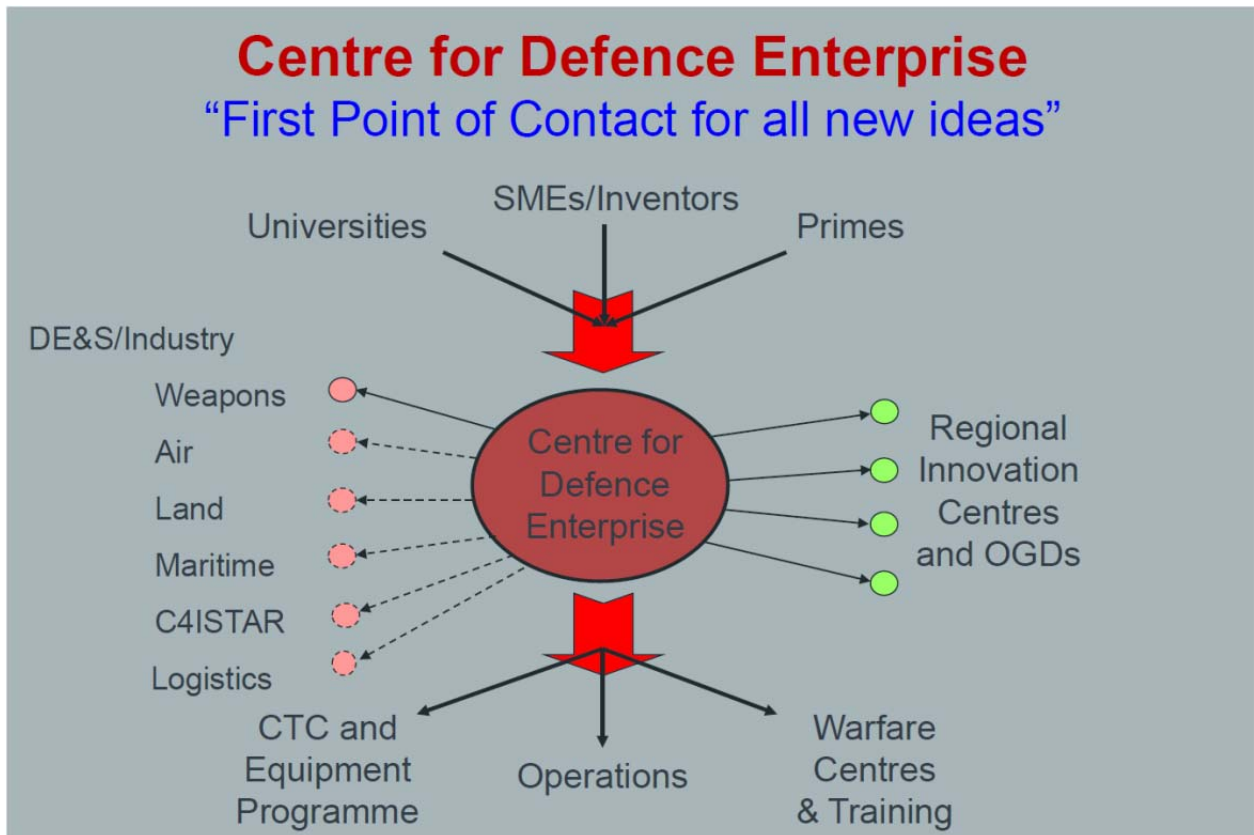 Centre for Defence Enterprise
“First Point of Contact for all new ideas”
SMEs/Inventors
Universities
Primes
DE&S/Industry
Weapons
Air
Land
Maritime
C4ISTAR
Logistics
Centre for
Defence
Enterprise
Regional
Innovation
Centres
and OGDs
CTC and
Equipment
Programme
Operations
Warfare
Centres
& Training